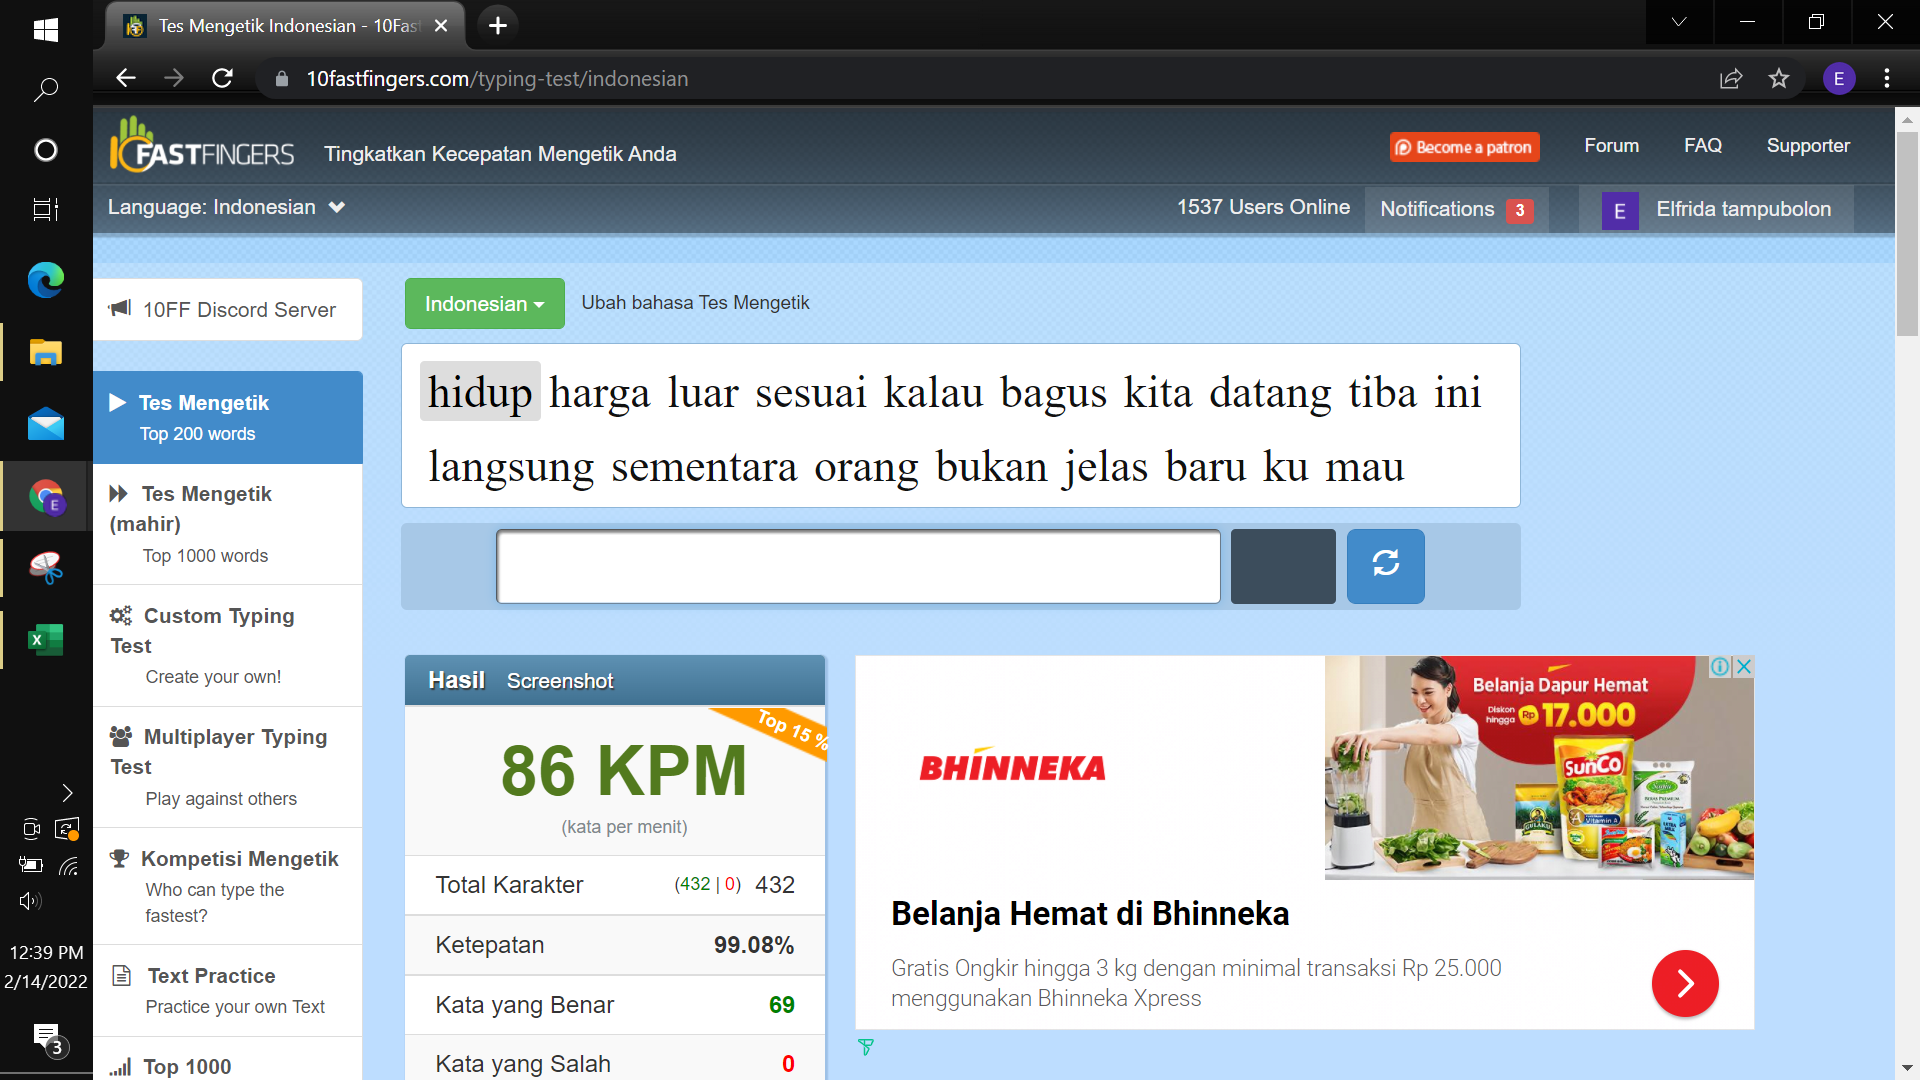 Tes Mengetik Indonesian - 10Fas
10fastfingers.com/typing-test/indonesian
E
FASTFINGERS
Tingkatkan Kecepatan Mengetik Anda
Become a patron
Forum
FAQ
Supporter
Language: Indonesian
1537 Users Online
Notifications 3
E
Elfrida tampubolon
10FF Discord Server
Tes Mengetik
Top 200 words
Tes Mengetik
(mahir)
Top 1000 words
Custom Typing
Test
Create your own!
Multiplayer Typing
Test
Play against others
Kompetisi Mengetik
Who can type the
fastest?
Text Practice
Practice your own Text
Top 1000
Indonesian
Ubah bahasa Tes Mengetik
hidup harga luar sesuai kalau bagus kita datang tiba ini
langsung sementara orang bukan jelas baru ku mau
Hasil Screenshot
Top 15 %
86 KPM
(kata per menit)
Total Karakter (432 | 0) 432
Ketepatan 99.08%
Kata yang Benar 69
Kata yang Salah 0
BHINNEKA
Belanja Dapur Hemat
Diskon
hingga Rp 17.000
SunCo
GULAKU
Vitamin A
Belanja Hemat di Bhinneka
Gratis Ongkir hingga 3 kg dengan minimal transaksi Rp 25.000
menggunakan Bhinneka Xpress
E
X
12:39 PM
2/14/2022
3